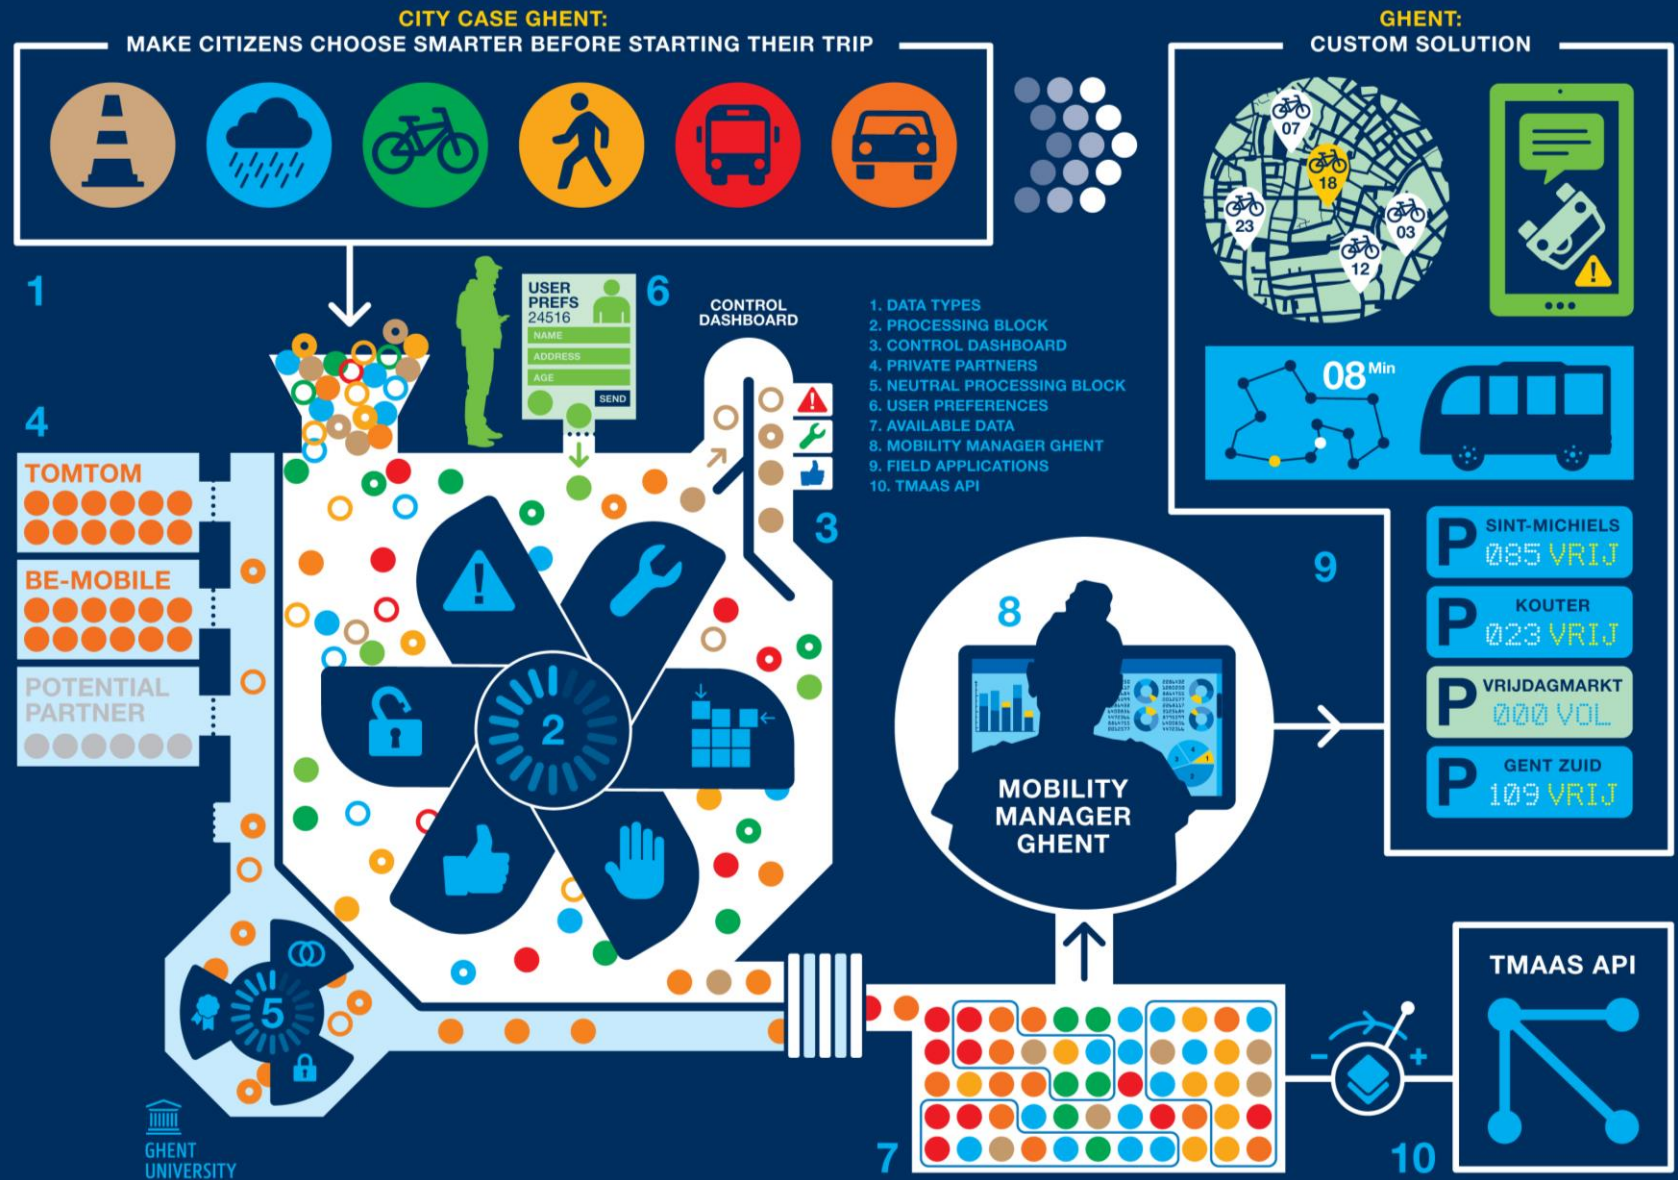 CITY CASE GHENT:
MAKE CITIZENS CHOOSE SMARTER BEFORE STARTING THEIR TRIP
GHENT:
CUSTOM SOLUTION
07
18
23
03
12
08 Min
1
USER
PREFS
24516
NAME
ADDRESS
AGE
SEND
6
CONTROL
DASHBOARD
1. DATA TYPES
2. PROCESSING BLOCK
3. CONTROL DASHBOARD
4. PRIVATE PARTNERS
5. NEUTRAL PROCESSING BLOCK
6. USER PREFERENCES
7. AVAILABLE DATA
8. MOBILITY MANAGER GHENT
9. FIELD APPLICATIONS
10. TMAAS API
4
TOMTOM
BE-MOBILE
POTENTIAL
PARTNER
3
2
8
MOBILITY
MANAGER
GHENT
9
P SINT-MICHIELS
085 VRIJ
P KOUTER
023 VRIJ
P VRIJDAGMARKT
000 VOL
P GENT ZUID
109 VRIJ
5
GHENT
UNIVERSITY
7
- +
10
TMAAS API